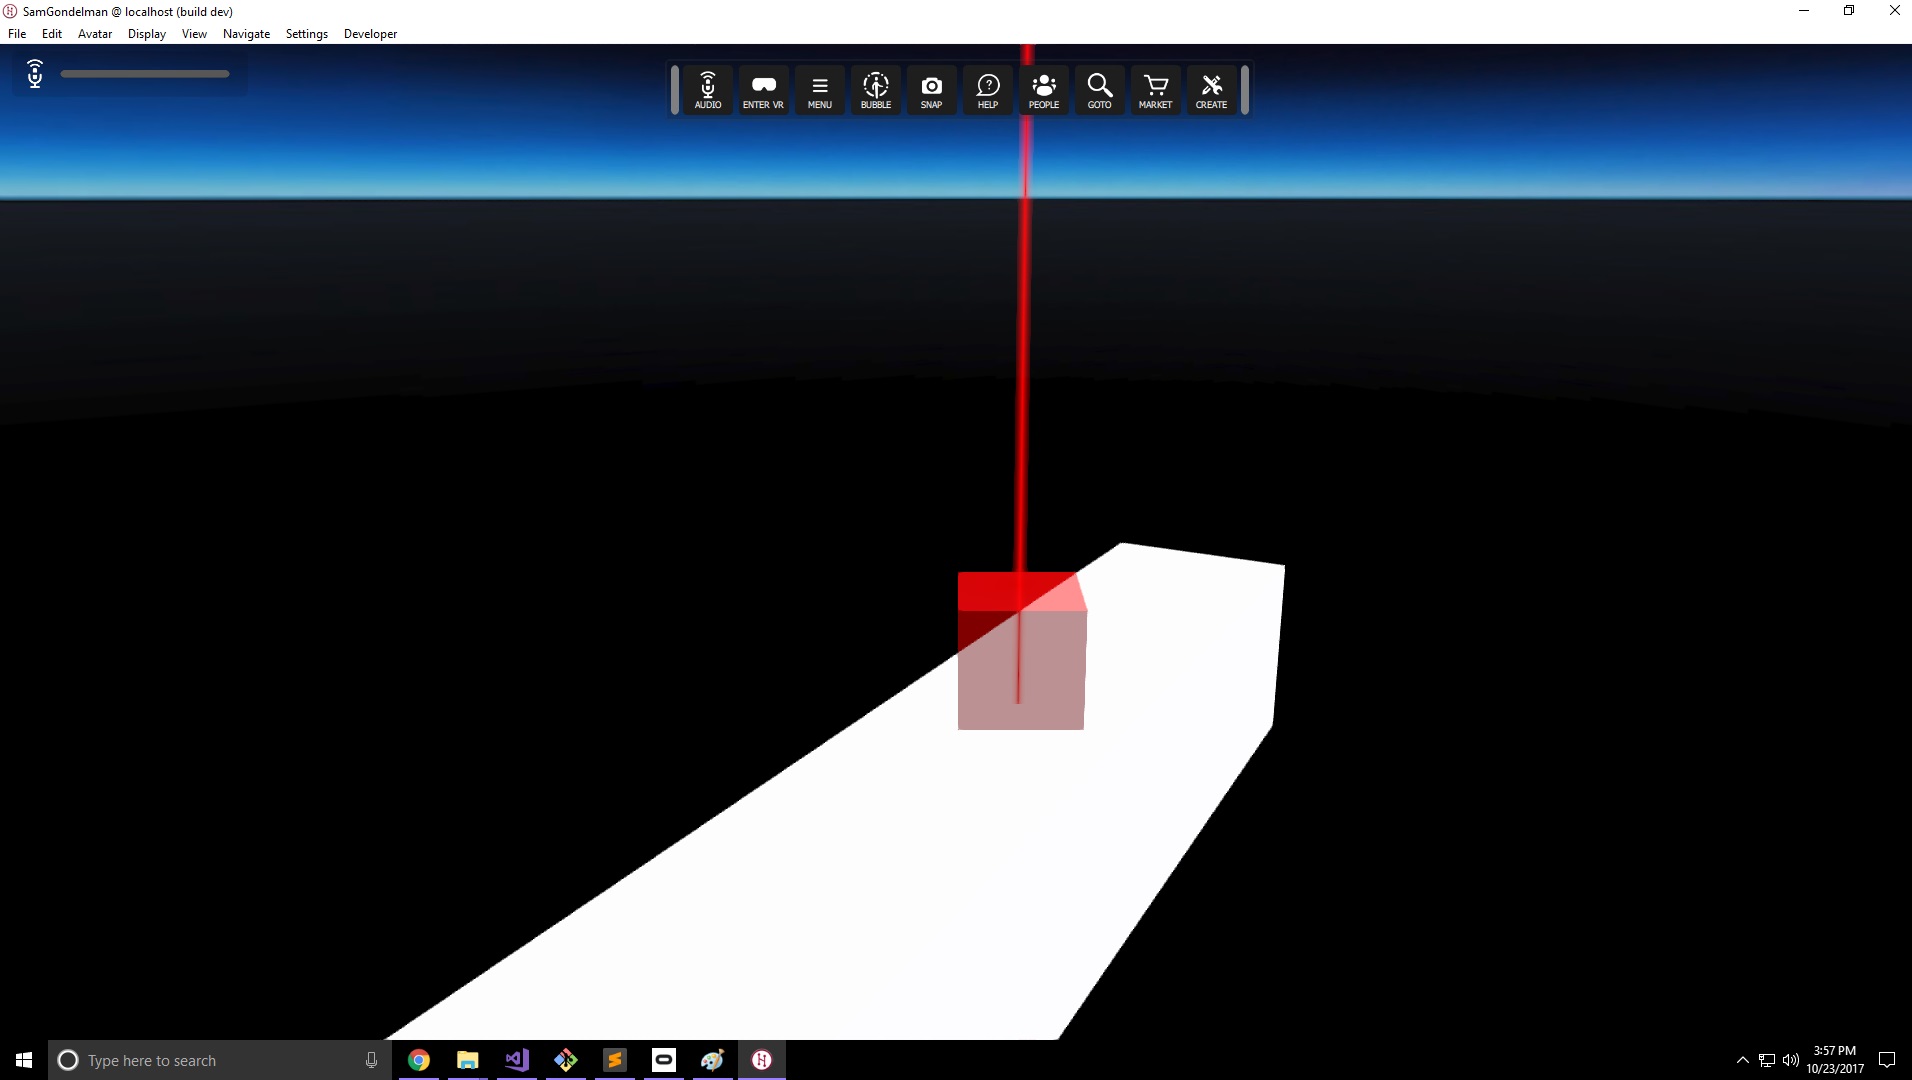 SamGondelman @ localhost (build dev)
File Edit Avatar Display View Navigate Settings Developer
AUDIO ENTER VR MENU BUBBLE SNAP HELP PEOPLE GOTO MARKET CREATE
Type here to search
3:57 PM
10/23/2017